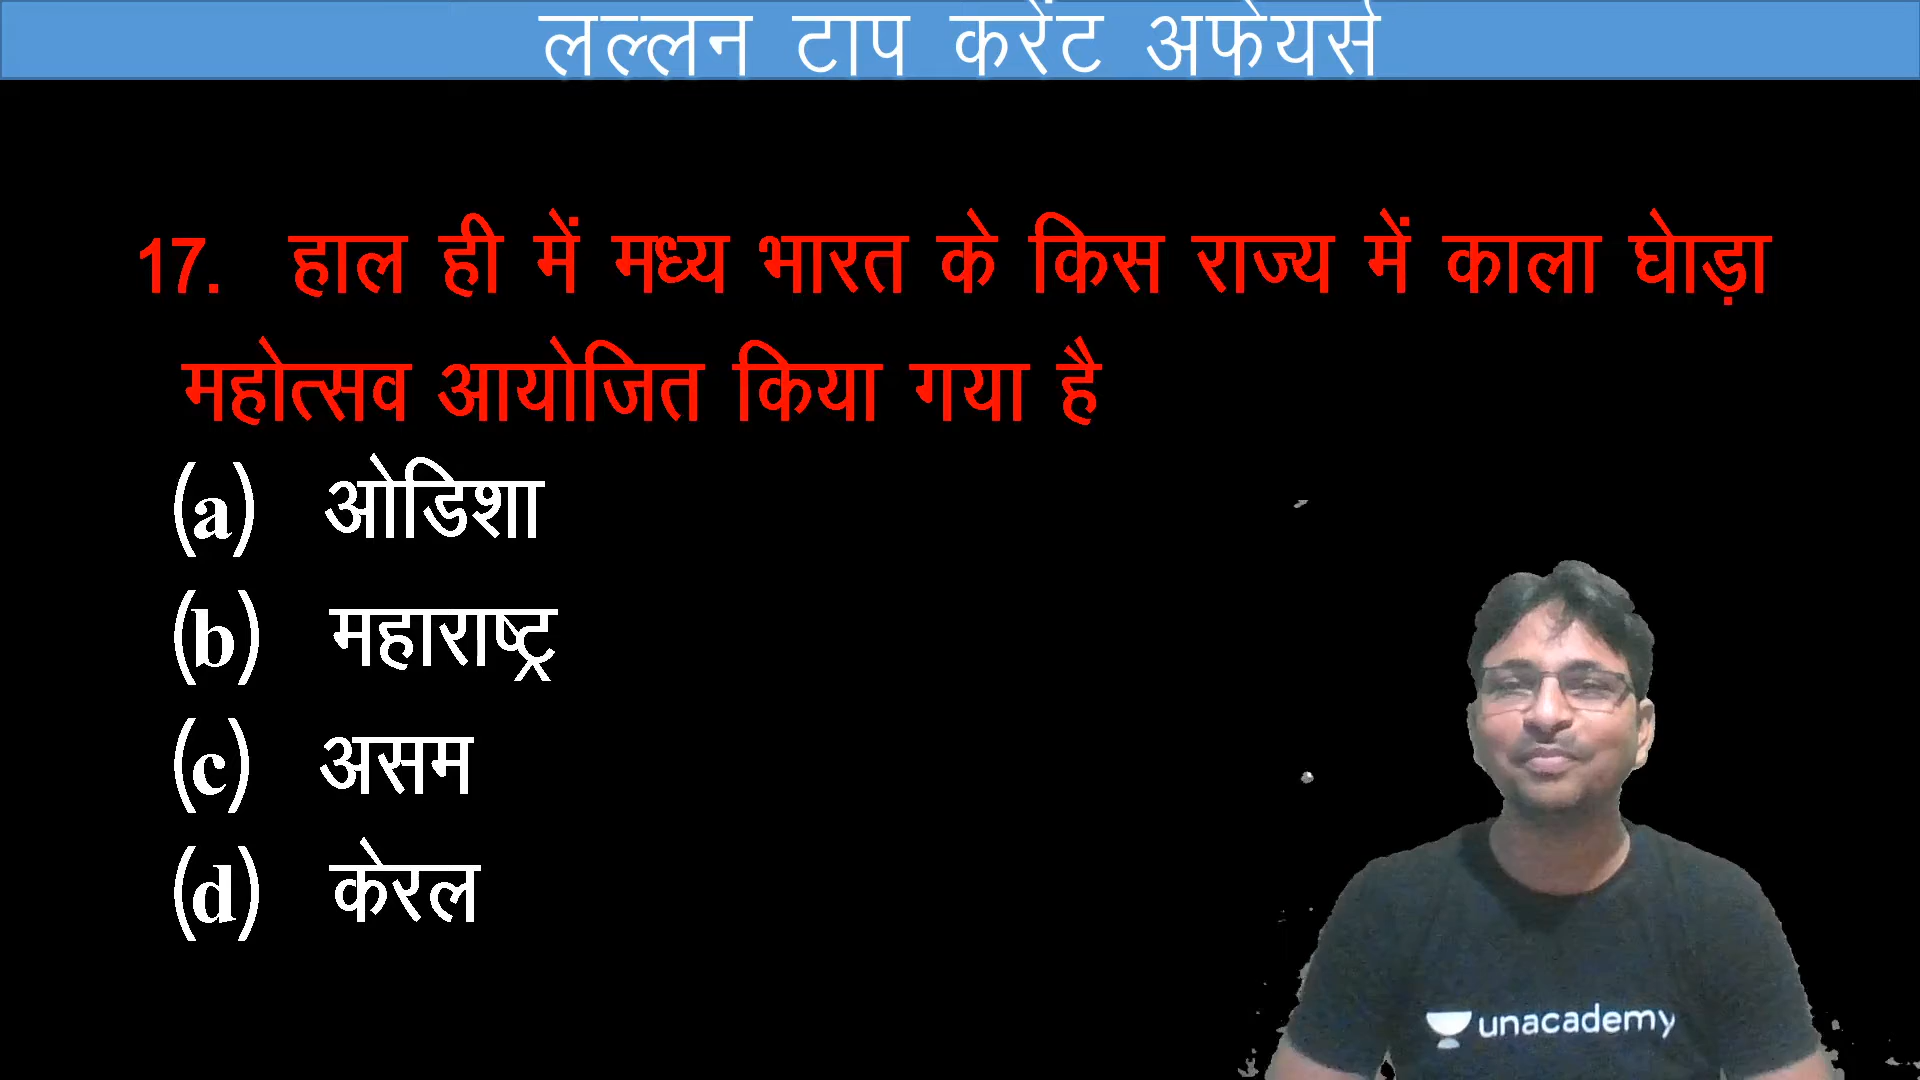 लल्लन टाप करेंट अफेयर्स
17. हाल ही में मध्य भारत के किस राज्य में काला घोड़ा
महोत्सव आयोजित किया गया है
(a) ओडिशा
(b) महाराष्ट्र
(c) असम
(d) केरल
unacademy